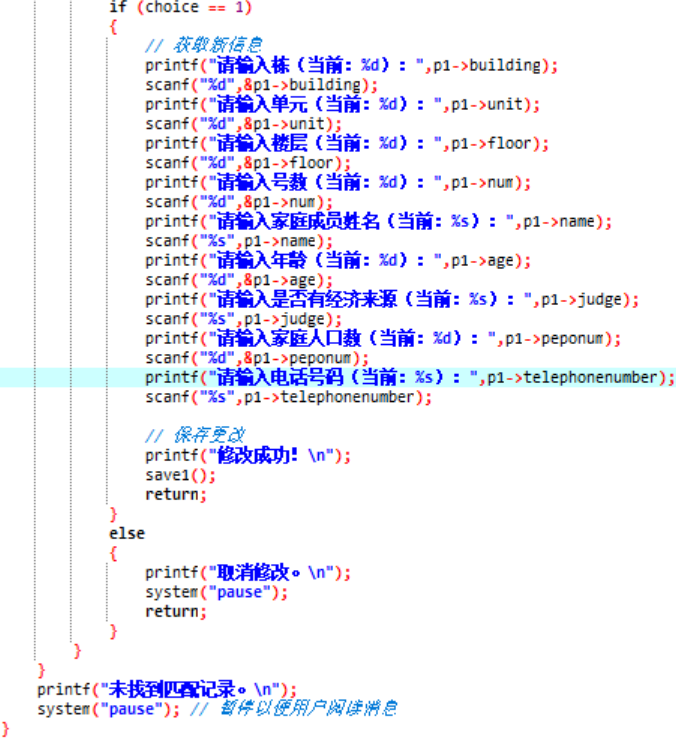 if (choice == 1)
{
// 获取新信息
printf("请输入栋（当前：%d）：",p1->building);
scanf("%d",&p1->building);
printf("请输入单元（当前：%d）：",p1->unit);
scanf("%d",&p1->unit);
printf("请输入楼层（当前：%d）：",p1->floor);
scanf("%d",&p1->floor);
printf("请输入号数（当前：%d）：",p1->num);
scanf("%d",&p1->num);
printf("请输入家庭成员姓名（当前：%s）：",p1->name);
scanf("%s",p1->name);
printf("请输入年龄（当前：%d）：",p1->age);
scanf("%d",&p1->age);
printf("请输入是否有经济来源（当前：%s）：",p1->judge);
scanf("%s",p1->judge);
printf("请输入家庭人口数（当前：%d）：",p1->peponum);
scanf("%d",&p1->peponum);
printf("请输入电话号码（当前：%s）：",p1->telephonenumber);
scanf("%s",p1->telephonenumber);
// 保存更改
printf("修改成功！\n");
save1();
return;
}
else
{
printf("取消修改。\n");
system("pause");
return;
}
}
}
printf("未找到匹配记录。\n");
system("pause"); // 暂停以便用户阅读消息
}